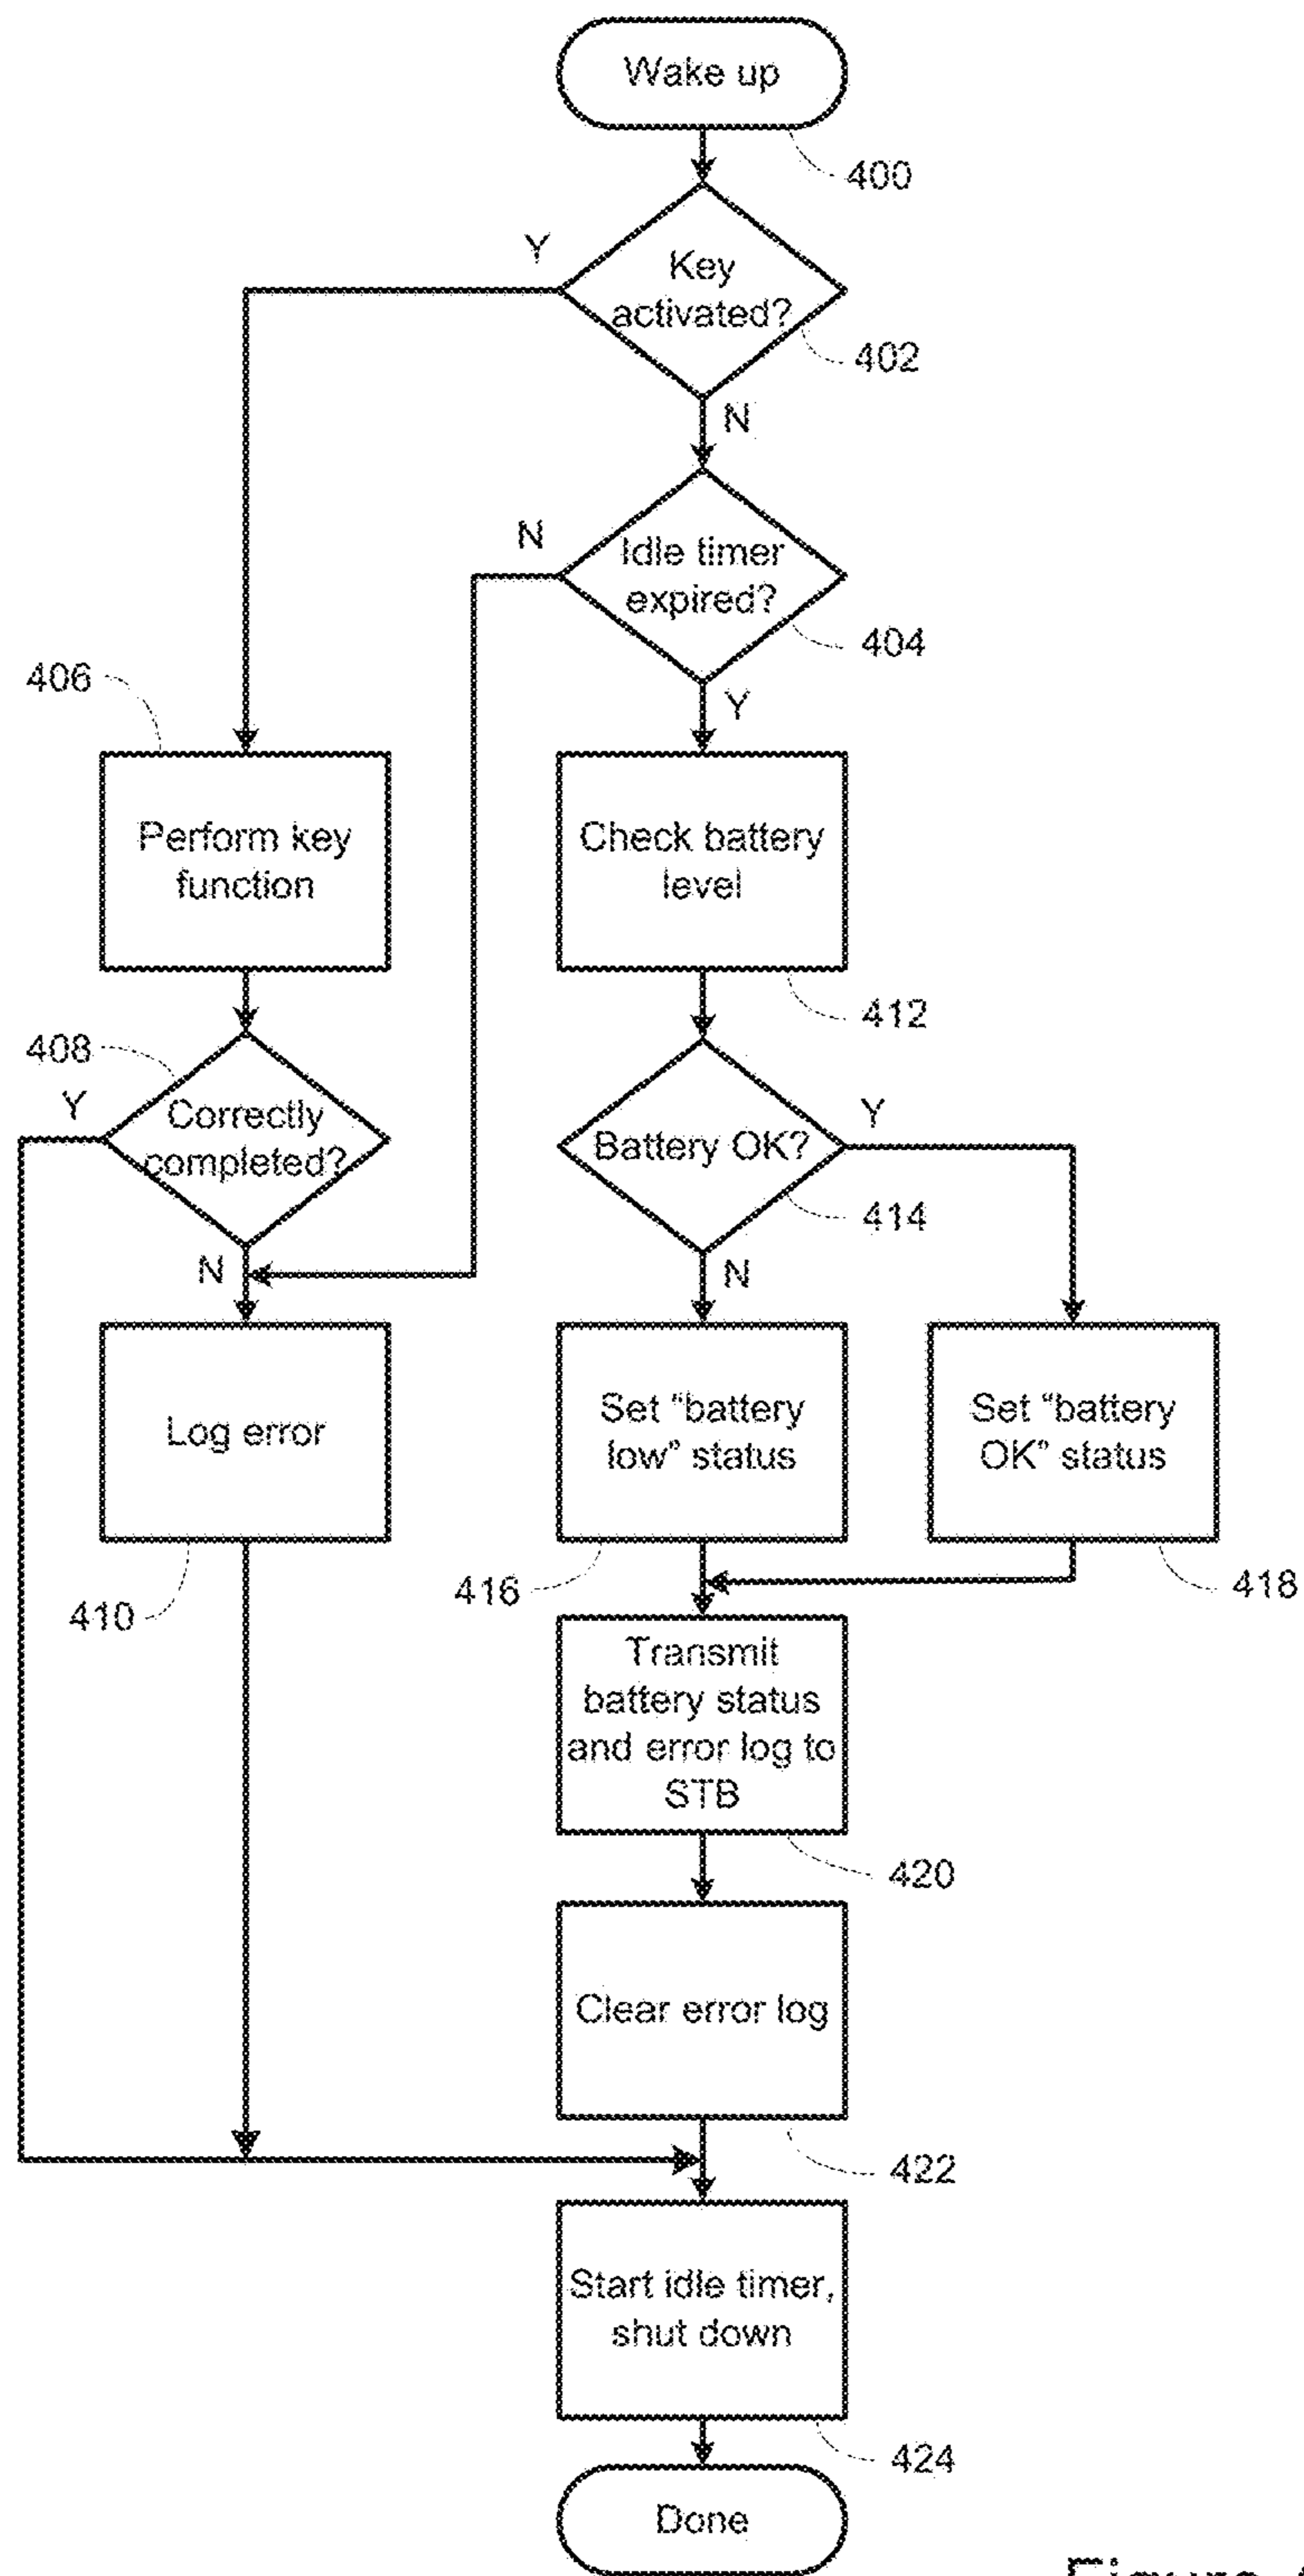 Wake up
400
Y
Key
activated?
402
N
N
Idle timer
expired?
404
406
Y
Perform key
function
Check battery
level
412
408
Y
Correctly
completed?
Battery OK?
Y
414
N
N
Log error
Set “battery
low” status
Set “battery
OK” status
410
416
418
Transmit
battery status
and error log to
STB
420
Clear error log
422
Start idle timer,
shut down
424
Done
Figure